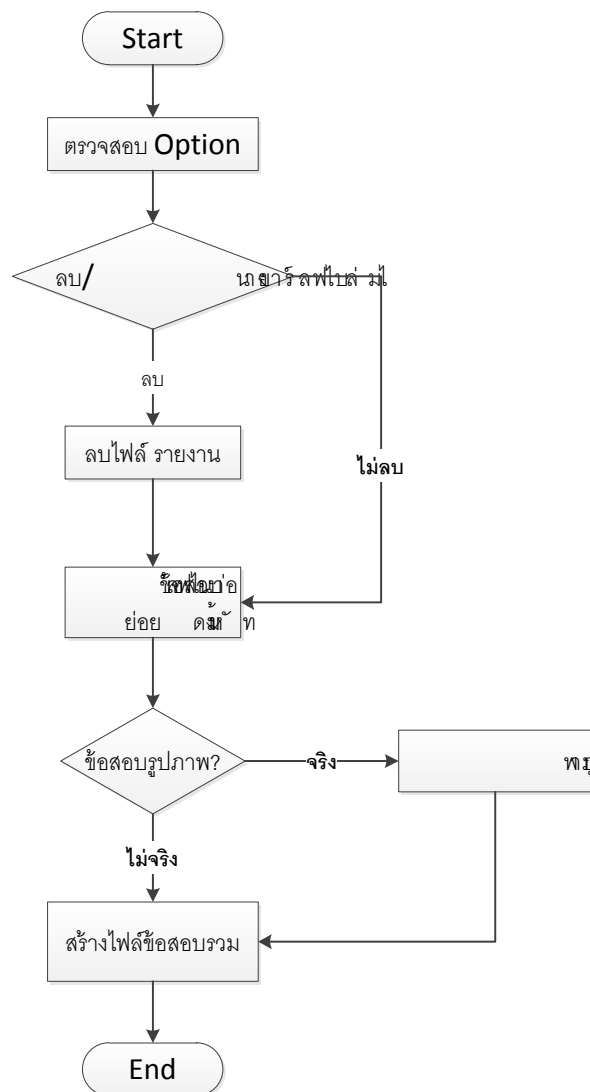 Start
ตรวจสอบ Option
ลบ/
ลบ
ลบไฟล์ รายงาน
ไม่ลบ
ย่อย
ข้อสอบรูปภาพ?
จริง
ไม่จริง
สร้างไฟล์ข้อสอบรวม
End